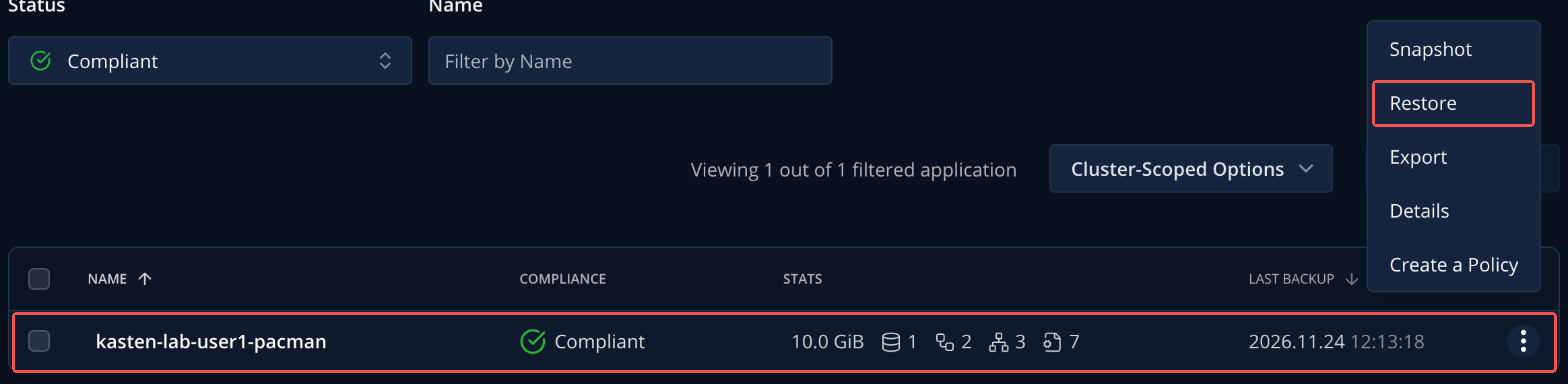 Status
Name
Compliant
Filter by Name
Snapshot
Restore
Export
Details
Create a Policy
Viewing 1 out of 1 filtered application
Cluster-Scoped Options
NAME COMPLIANCE STATS LAST BACKUP
kasten-lab-user1-pacman Compliant 10.0 GiB 1 2 3 7 2026.11.24 12:13:18